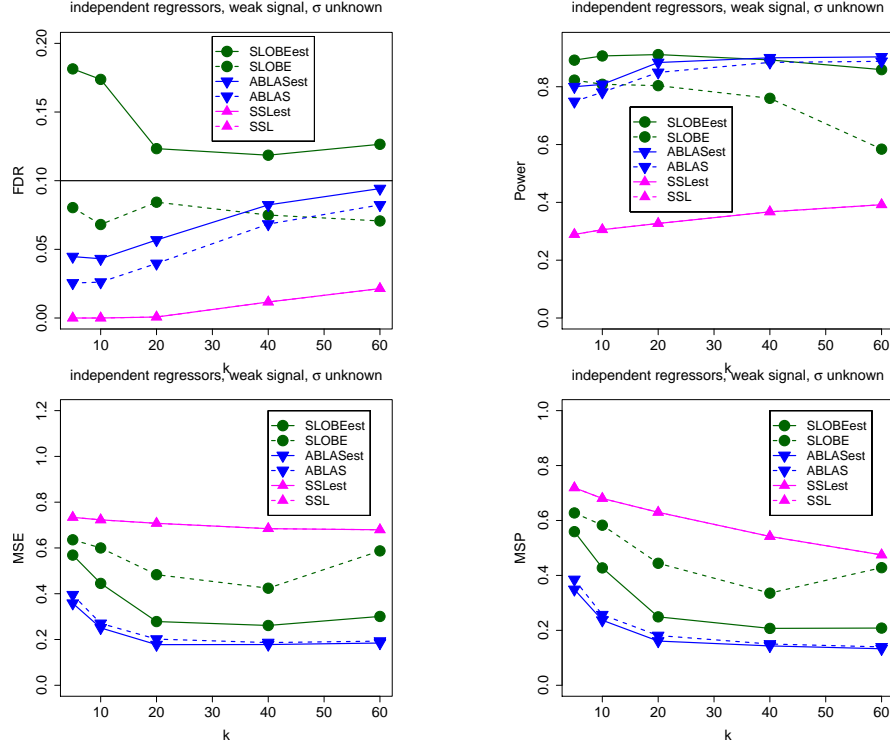 independent regressors, weak signal, σ unknown
FDR
0.00
0.05
0.10
0.15
0.20
SLOBEest
SLOBE
ABLASest
ABLAS
SSLest
SSL
10
20
30
40
50
60
k
independent regressors, weak signal, σ unknown
Power
0.0
0.2
0.4
0.6
0.8
SLOBEest
SLOBE
ABLASest
ABLAS
SSLest
SSL
10
20
30
40
50
60
k
independent regressors, weak signal, σ unknown
MSE
0.0
0.2
0.4
0.6
0.8
1.0
1.2
SLOBEest
SLOBE
ABLASest
ABLAS
SSLest
SSL
10
20
30
40
50
60
k
independent regressors, weak signal, σ unknown
MSP
0.0
0.2
0.4
0.6
0.8
1.0
SLOBEest
SLOBE
ABLASest
ABLAS
SSLest
SSL
10
20
30
40
50
60
k